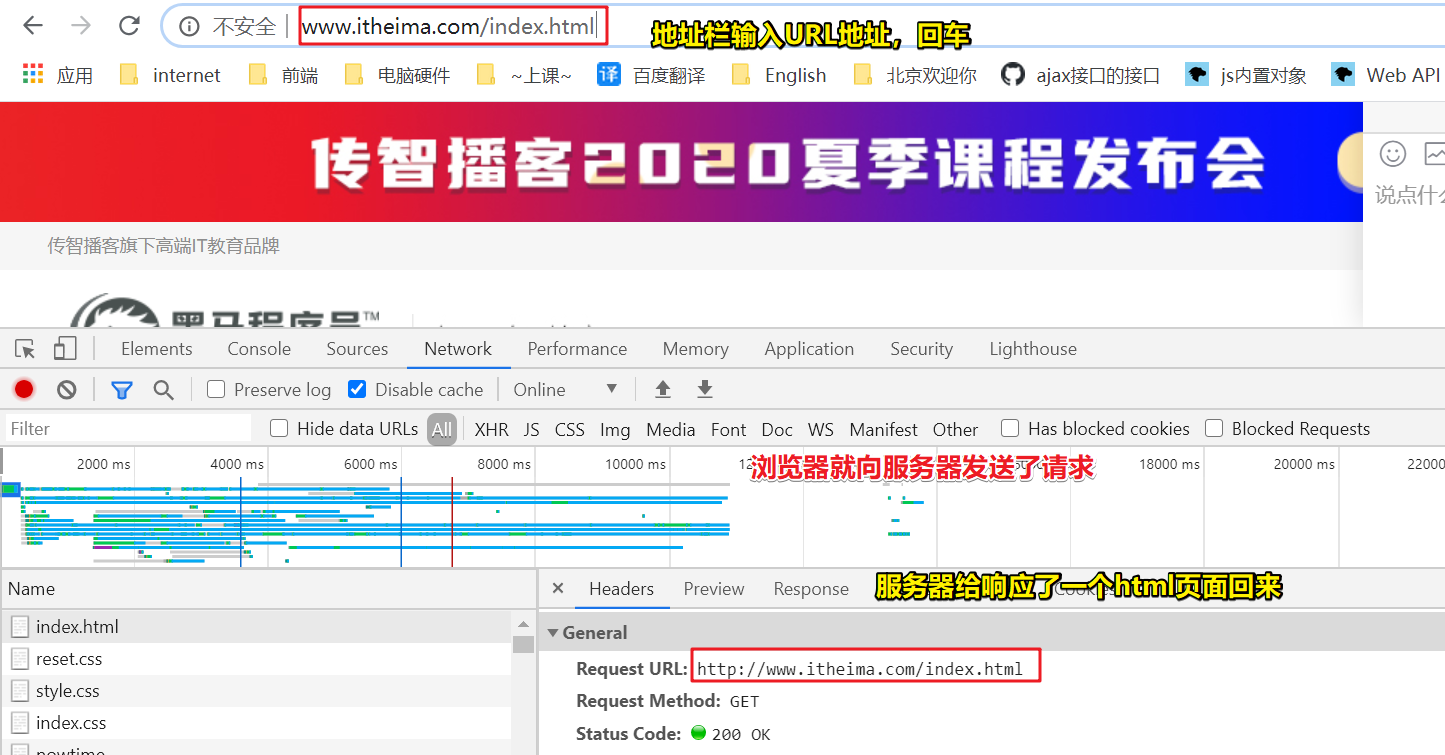 不安全 www.itheima.com/index.html 地址栏输入URL地址，回车
应用 internet 前端 电脑硬件 ~上课~ 译 百度翻译 English 北京欢迎你 ajax接口的接口 js内置对象 Web API
传智播客2020夏季课程发布会
说点什么
传智播客旗下高端IT教育品牌
黑马程序员TM
Elements Console Sources Network Performance Memory Application Security Lighthouse
Preserve log Disable cache Online
Filter Hide data URLs All XHR JS CSS Img Media Font Doc WS Manifest Other Has blocked cookies Blocked Requests
2000 ms 4000 ms 6000 ms 8000 ms 10000 ms 浏览器就向服务器发送了请求 18000 ms 20000 ms 22000
Name Headers Preview Response Cookies 服务器给响应了一个html页面回来
index.html
General
reset.css
Request URL: http://www.itheima.com/index.html
style.css
Request Method: GET
index.css
Status Code: 200 OK
nowtime